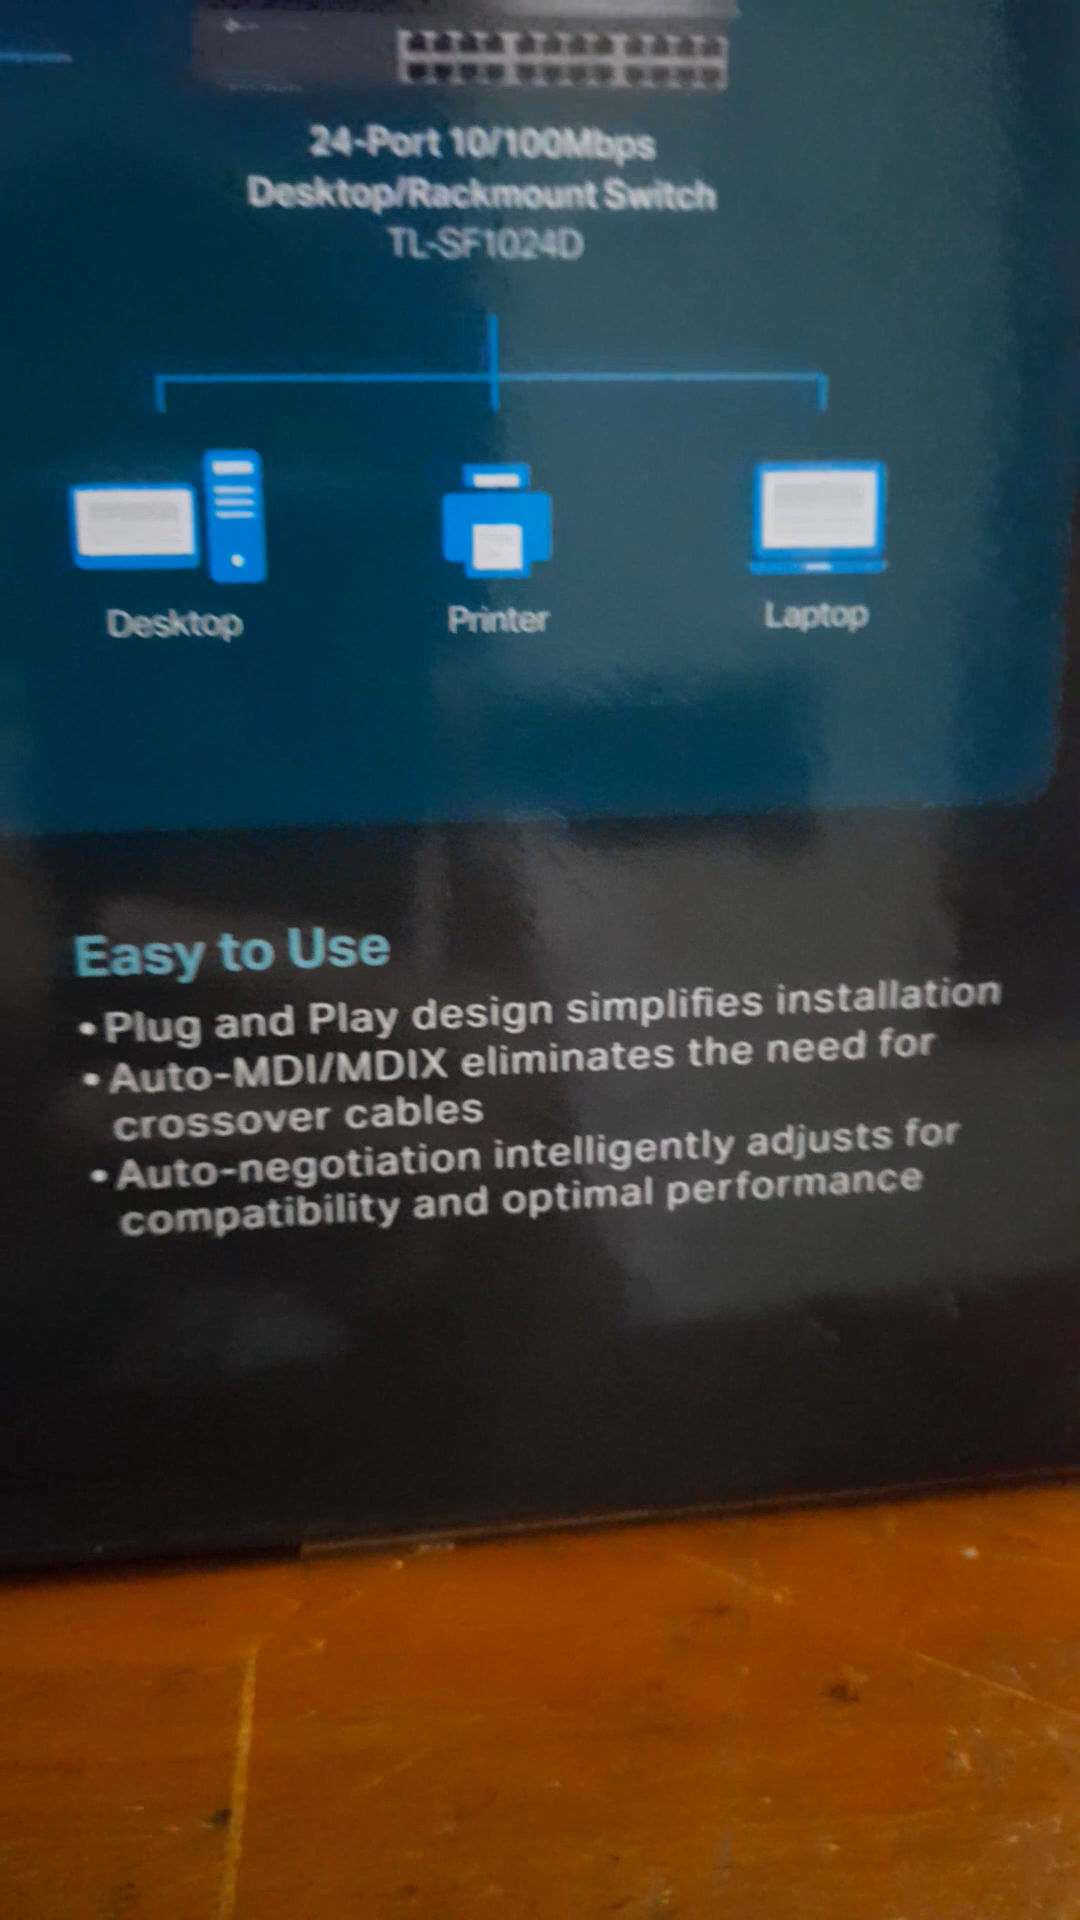 24-Port 10/100Mbps
Desktop/Rackmount Switch
TL-SF1024D
Desktop
Printer
Laptop
Easy to Use
• Plug and Play design simplifies installation
• Auto-MDI/MDIX eliminates the need for
crossover cables
• Auto-negotiation intelligently adjusts for
compatibility and optimal performance